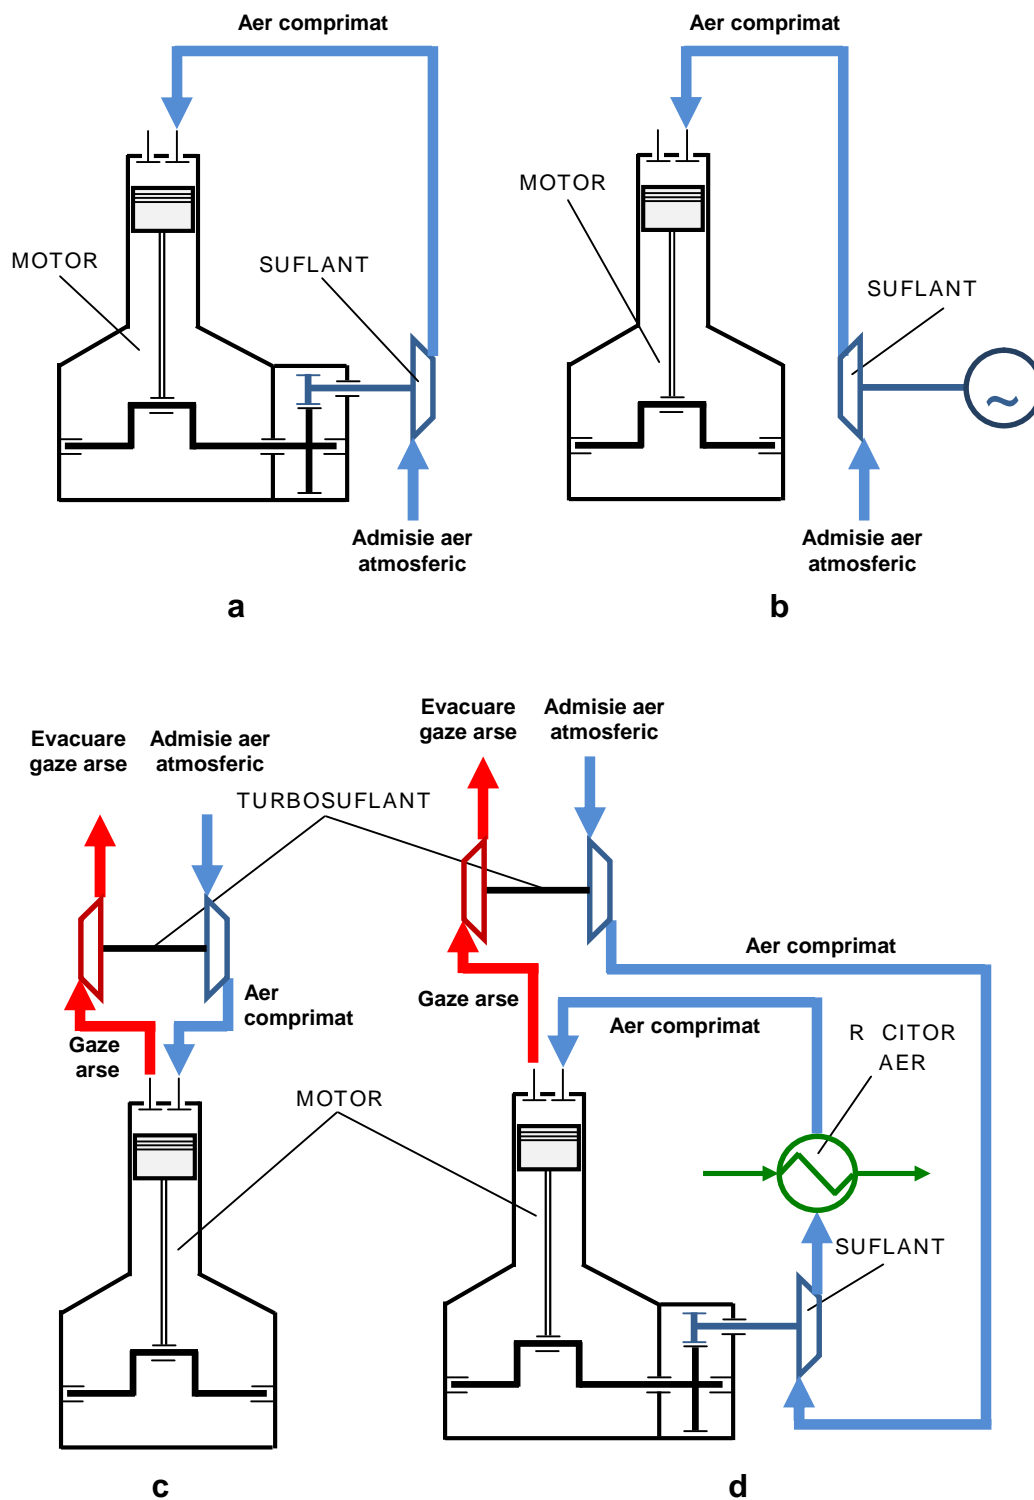 Aer comprimat
Aer comprimat
MOTOR
SUFLANT
MOTOR
SUFLANT
~
Admisie aer
atmosferic
Admisie aer
atmosferic
a
b
Evacuare
gaze arse
Admisie aer
atmosferic
Evacuare
gaze arse
Admisie aer
atmosferic
TURBOSUFLANT
Aer comprimat
Gaze arse
Aer
comprimat
Aer comprimat
Gaze
arse
R CITOR
AER
MOTOR
SUFLANT
c
d